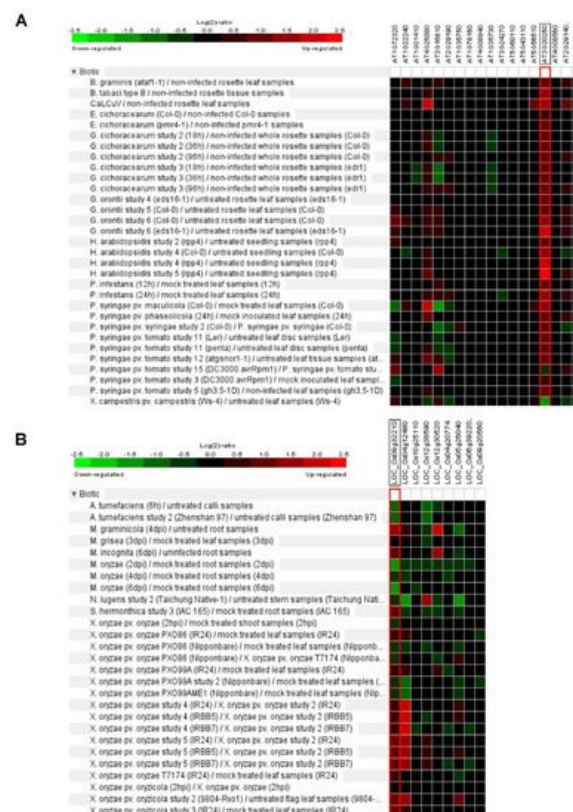 A
Log(2)-ratio
-2.5 -2.0 -1.5 -1.0 -0.5 0.0 0.5 1.0 1.5 2.0 2.5
Down-regulated Up-regulated
▼ Biotic
B. graminis (ataf1-1) / non-infected rosette leaf samples
B. tabaci type B / non-infected rosette tissue samples
CaLCuV / non-infected rosette leaf samples
E. cichoracearum (Col-0) / non-infected Col-0 samples
E. cichoracearum (pmr4-1) / non-infected pmr4-1 samples
G. cichoracearum study 2 (18h) / non-infected whole rosette samples (Col-0)
G. cichoracearum study 2 (36h) / non-infected whole rosette samples (Col-0)
G. cichoracearum study 2 (96h) / non-infected whole rosette samples (Col-0)
G. cichoracearum study 3 (18h) / non-infected whole rosette samples (edr1)
G. cichoracearum study 3 (36h) / non-infected whole rosette samples (edr1)
G. cichoracearum study 3 (96h) / non-infected whole rosette samples (edr1)
G. orontii study 4 (eds16-1) / untreated rosette leaf samples (eds16-1)
G. orontii study 5 (Col-0) / untreated rosette leaf samples (Col-0)
G. orontii study 6 (Col-0) / untreated rosette leaf samples (Col-0)
G. orontii study 6 (eds16-1) / untreated rosette leaf samples (eds16-1)
H. arabidopsidis study 2 (rpp4) / untreated seedling samples (rpp4)
H. arabidopsidis study 4 (Col-0) / untreated seedling samples (Col-0)
H. arabidopsidis study 4 (rpp4) / untreated seedling samples (rpp4)
H. arabidopsidis study 5 (rpp4) / untreated seedling samples (rpp4)
P. infestans (12h) / mock treated leaf samples (12h)
P. infestans (24h) / mock treated leaf samples (24h)
P. syringae pv. maculicola (Col-0) / mock treated leaf samples (Col-0)
P. syringae pv. phaseolicola (24h) / mock inoculated leaf samples (24h)
P. syringae pv. syringae study 2 (Col-0) / P. syringae pv. syringae (Col-0)
P. syringae pv. tomato study 11 (Ler) / untreated leaf disc samples (Ler)
P. syringae pv. tomato study 11 (penta) / untreated leaf disc samples (penta)
P. syringae pv. tomato study 12 (atgsnor1-1) / untreated leaf tissue samples (at...
P. syringae pv. tomato study 15 (DC3000 avrRpm1) / P. syringae pv. tomato stu...
P. syringae pv. tomato study 3 (DC3000 avrRpm1) / mock inoculated leaf sampl...
P. syringae pv. tomato study 5 (gh3.5-1D) / non-infected leaf samples (gh3.5-1D)
X. campestris pv. campestris (Ws-4) / untreated leaf samples (Ws-4)
B
Log(2)-ratio
-2.5 -2.0 -1.5 -1.0 -0.5 0.0 0.5 1.0 1.5 2.0 2.5
Down-regulated Up-regulated
▼ Biotic
A. tumefaciens (6h) / untreated calli samples
A. tumefaciens study 2 (Zhenshan 97) / untreated calli samples (Zhenshan 97)
M. graminicola (4dpi) / untreated root samples
M. grisea (3dpi) / mock treated leaf samples (3dpi)
M. incognita (6dpi) / uninfected root samples
M. oryzae (2dpi) / mock treated root samples (2dpi)
M. oryzae (4dpi) / mock treated root samples (4dpi)
M. oryzae (6dpi) / mock treated root samples (6dpi)
N. lugens study 2 (Taichung Native-1) / untreated stem samples (Taichung Nati...
S. hermonthica study 3 (IAC 165) / mock treated root samples (IAC 165)
X. oryzae pv. oryzae (2hpi) / mock treated shoot samples (2hpi)
X. oryzae pv. oryzae PXO86 (IR24) / mock treated leaf samples (IR24)
X. oryzae pv. oryzae PXO86 (Nipponbare) / mock treated leaf samples (Nipponb...
X. oryzae pv. oryzae PXO86 (Nipponbare) / X. oryzae pv. oryzae T7174 (Nipponba...
X. oryzae pv. oryzae PXO99A (IR24) / mock treated leaf samples (IR24)
X. oryzae pv. oryzae PXO99A study 2 (Nipponbare) / mock treated leaf samples (...
X. oryzae pv. oryzae PXO99AME1 (Nipponbare) / mock treated leaf samples (Nip...
X. oryzae pv. oryzae study 4 (IR24) / X. oryzae pv. oryzae study 2 (IR24)
X. oryzae pv. oryzae study 4 (IRBB5) / X. oryzae pv. oryzae study 2 (IRBB5)
X. oryzae pv. oryzae study 4 (IRBB7) / X. oryzae pv. oryzae study 2 (IRBB7)
X. oryzae pv. oryzae study 5 (IR24) / X. oryzae pv. oryzae study 2 (IR24)
X. oryzae pv. oryzae study 5 (IRBB5) / X. oryzae pv. oryzae study 2 (IRBB5)
X. oryzae pv. oryzae study 5 (IRBB7) / X. oryzae pv. oryzae study 2 (IRBB7)
X. oryzae pv. oryzae T7174 (IR24) / mock treated leaf samples (IR24)
X. oryzae pv. oryzicola (2hpi) / X. oryzae pv. oryzae (2hpi)
X. oryzae pv. oryzicola study 2 (9804-Rxo1) / untreated flag leaf samples (9804-...
X. oryzae pv. oryzicola study 3 (IR24) / mock treated leaf samples (IR24)